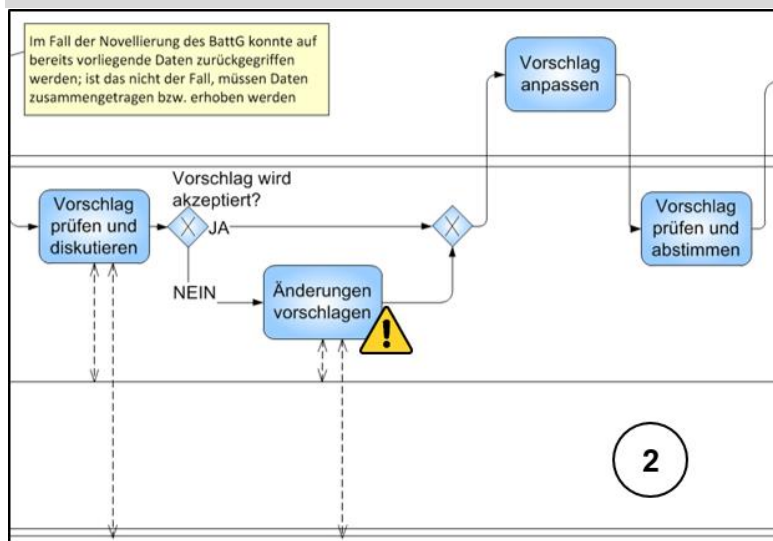 Im Fall der Novellierung des BattG konnte auf
bereits vorliegende Daten zurückgegriffen
werden; ist das nicht der Fall, müssen Daten
zusammengetragen bzw. erhoben werden
Vorschlag
anpassen
Vorschlag
prüfen und
diskutieren
Vorschlag wird
akzeptiert?
X
JA
X
Vorschlag
prüfen und
abstimmen
NEIN
Änderungen
vorschlagen
!
2